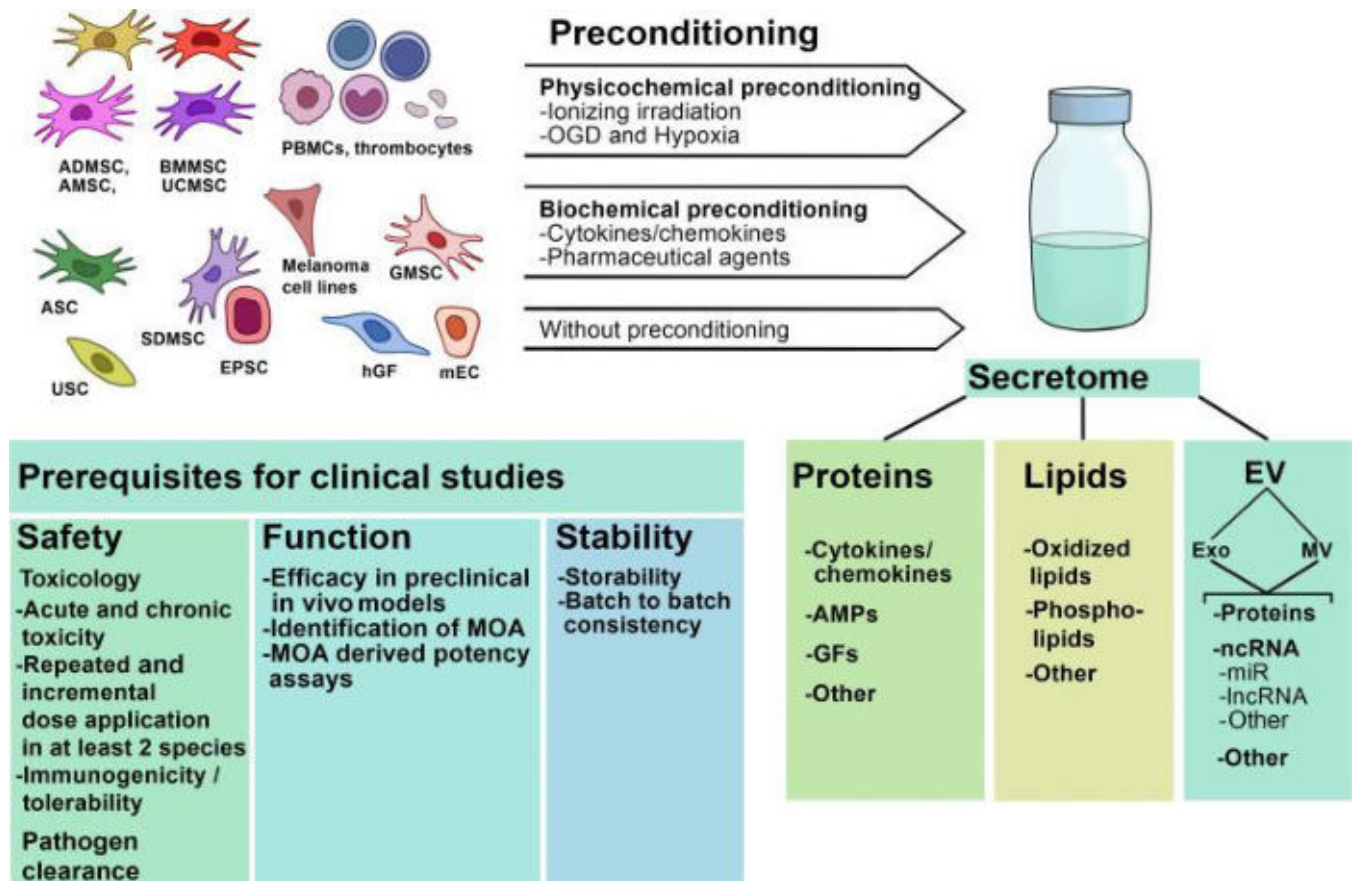 Preconditioning
Physicochemical preconditioning
-Ionizing irradiation
-OGD and Hypoxia
Biochemical preconditioning
-Cytokines/chemokines
-Pharmaceutical agents
Without preconditioning
PBMCs, thrombocytes
ADMSC,
AMSC,
BMMSC
UCMSC
Melanoma
cell lines
GMSC
ASC
SDMSC
EPSC
hGF
mEC
USC
Secretome
Proteins
-Cytokines/
chemokines
-AMPs
-GFs
-Other
Lipids
-Oxidized
lipids
-Phospho-
lipids
-Other
EV
Exo
MV
-Proteins
-ncRNA
-miR
-lncRNA
-Other
-Other
Prerequisites for clinical studies
Safety
Toxicology
-Acute and chronic
toxicity
-Repeated and
incremental
dose application
in at least 2 species
-Immunogenicity /
tolerability
Pathogen
clearance
Function
-Efficacy in preclinical
in vivo models
-Identification of MOA
-MOA derived potency
assays
Stability
-Storability
-Batch to batch
consistency